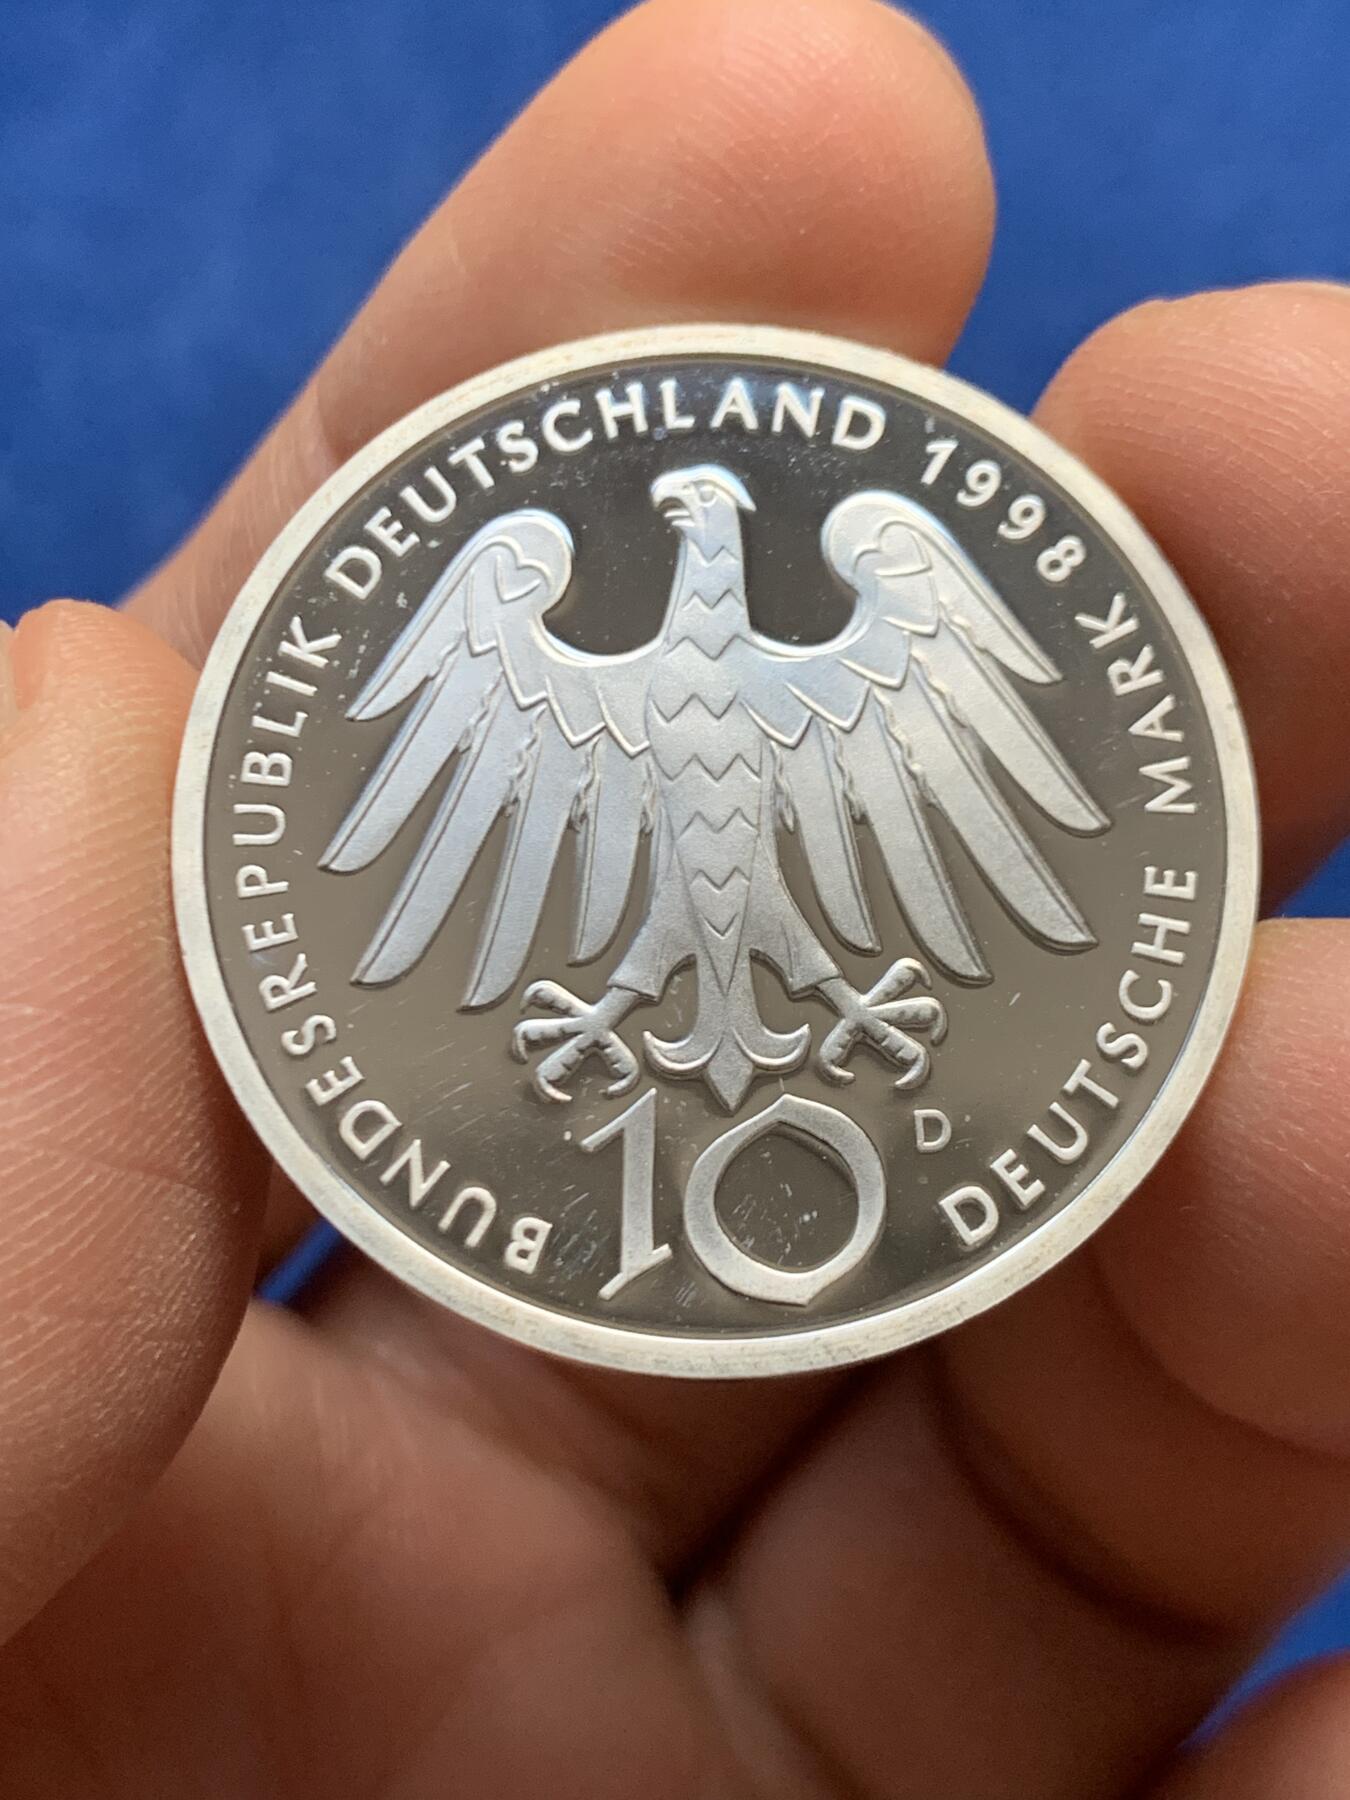 BUNDESREPUBLIK DEUTSCHLAND 1998
DEUTSCHE MARK
10
D